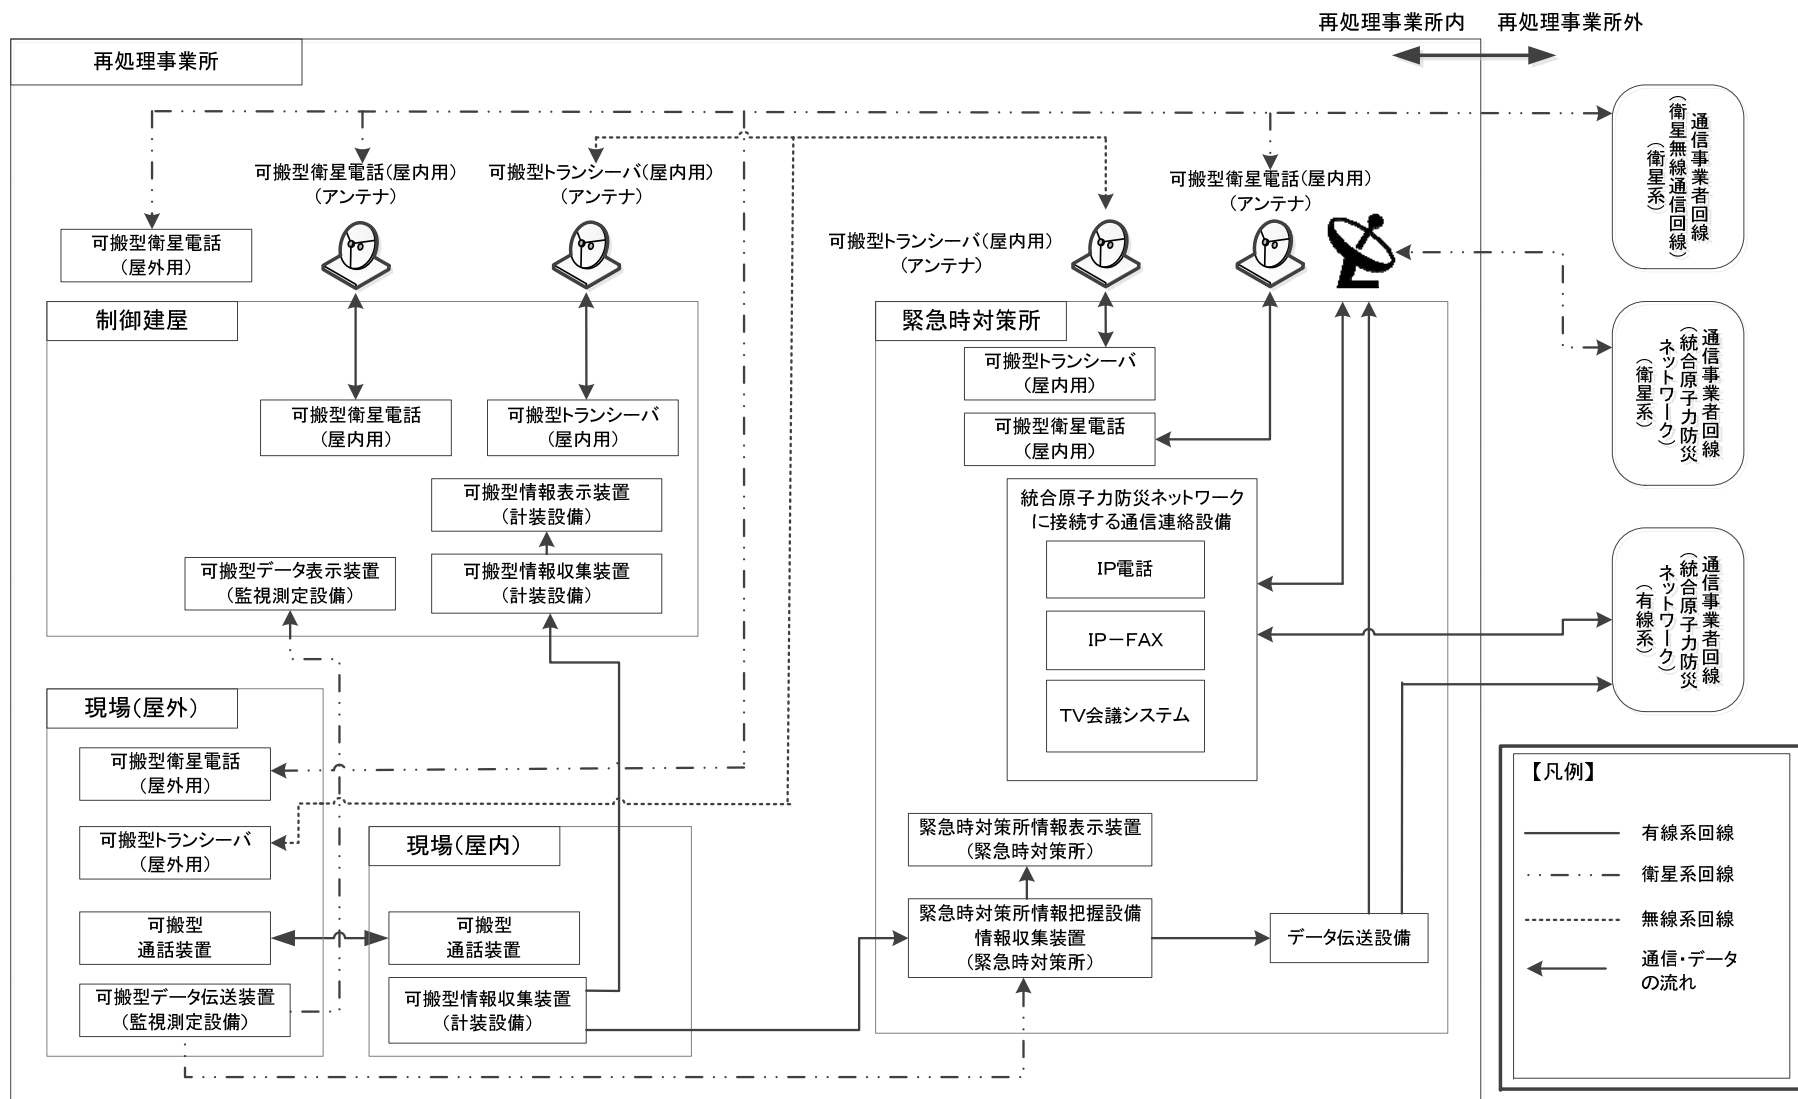 再処理事業所内
再処理事業所外
再処理事業所
可搬型衛星電話(屋内用)
(アンテナ)
可搬型トランシーバ(屋内用)
(アンテナ)
可搬型衛星電話(屋内用)
(アンテナ)
可搬型衛星電話
(屋外用)
可搬型トランシーバ(屋内用)
(アンテナ)
通信事業者回線
(衛星無線通信回線)
(衛星系)
制御建屋
可搬型衛星電話
(屋内用)
可搬型トランシーバ
(屋内用)
可搬型情報表示装置
(計装設備)
可搬型データ表示装置
(監視測定設備)
可搬型情報収集装置
(計装設備)
緊急時対策所
可搬型トランシーバ
(屋内用)
可搬型衛星電話
(屋内用)
統合原子力防災ネットワーク
に接続する通信連絡設備
IP電話
IP－FAX
TV会議システム
通信事業者回線
(統合原子力防災
ネットワーク)
(衛星系)
通信事業者回線
(統合原子力防災
ネットワーク)
(有線系)
現場(屋外)
可搬型衛星電話
(屋外用)
可搬型トランシーバ
(屋外用)
可搬型
通話装置
可搬型データ伝送装置
(監視測定設備)
現場(屋内)
可搬型
通話装置
可搬型情報収集装置
(計装設備)
緊急時対策所情報表示装置
(緊急時対策所)
緊急時対策所情報把握設備
情報収集装置
(緊急時対策所)
データ伝送設備
【凡例】
有線系回線
衛星系回線
無線系回線
通信・データ
の流れ